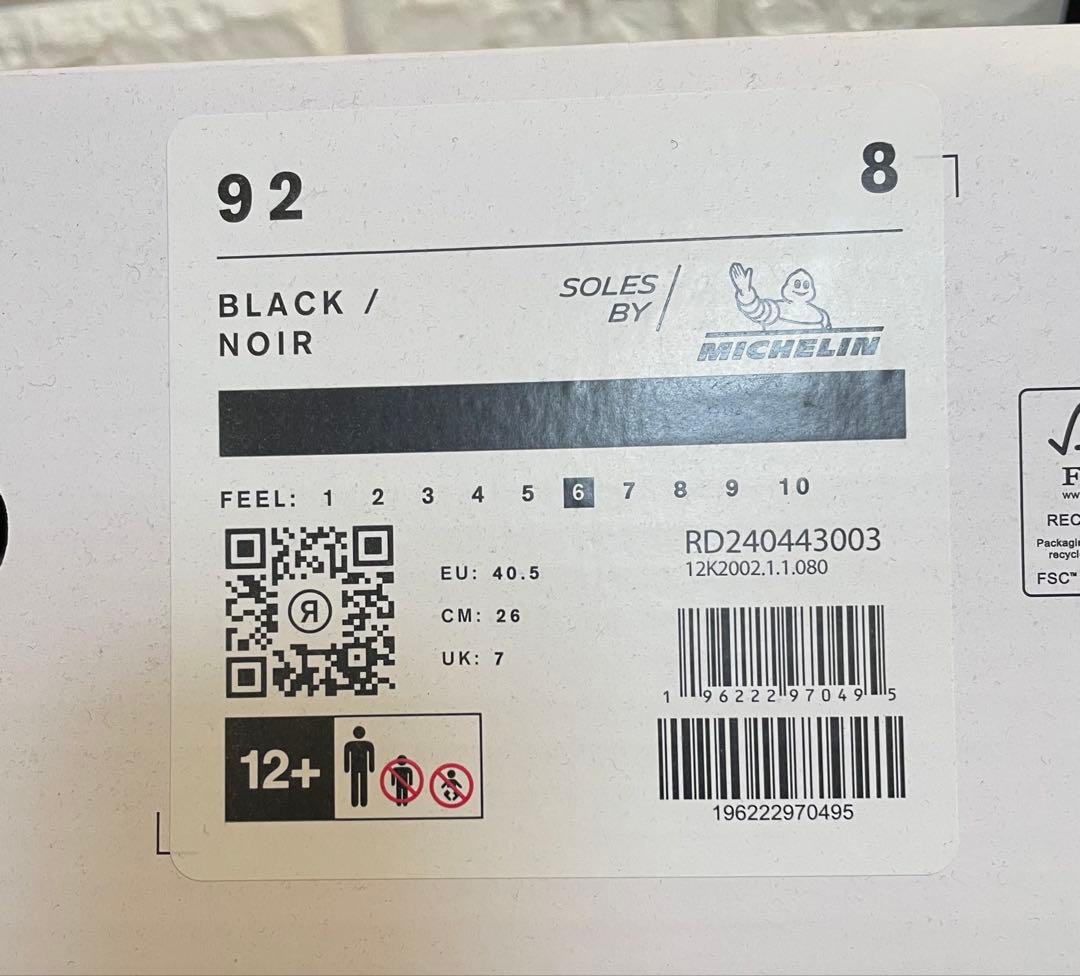 92 8
BLACK /
NOIR
SOLES
BY
MICHELIN
FEEL: 1 2 3 4 5 6 7 8 9 10
EU: 40.5
CM: 26
UK: 7
RD240443003
12K2002.1.1.080
1 96222 97049 5
196222970495
12+
REC
FSC™